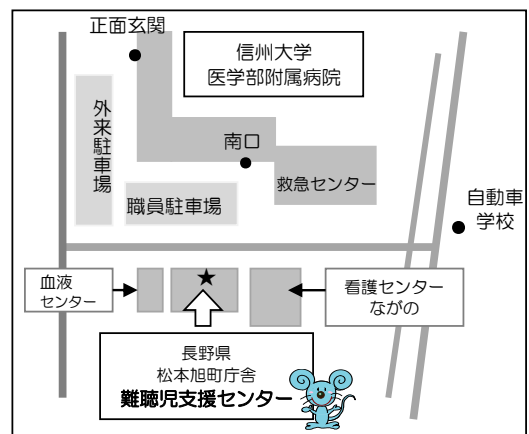 正面玄関
信州大学
医学部附属病院
外来駐車場
南口
救急センター
職員駐車場
自動車
学校
血液
センター
看護センター
ながの
長野県
松本旭町庁舎
難聴児支援センター